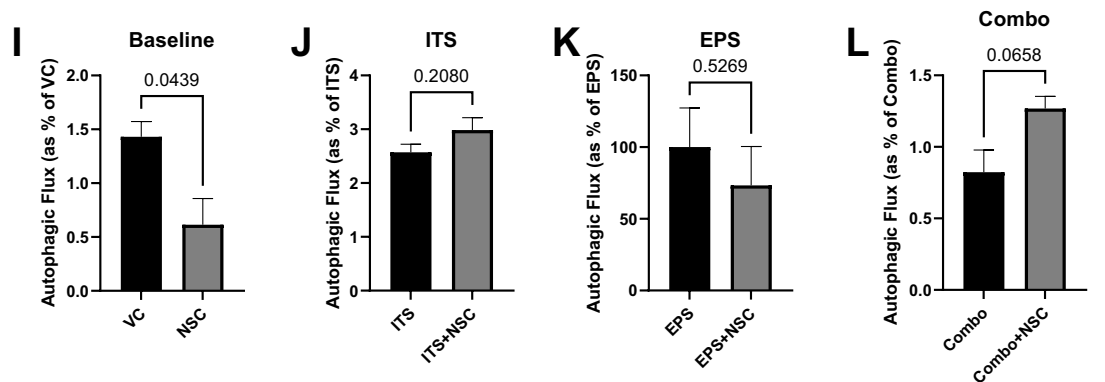 I
Baseline
Autophagic Flux (as % of VC)
2.0
1.5
1.0
0.5
0.0
0.0439
VC
NSC
J
ITS
Autophagic Flux (as % of ITS)
4
3
2
1
0
0.2080
ITS
ITS+NSC
K
EPS
Autophagic Flux (as % of EPS)
150
100
50
0
0.5269
EPS
EPS+NSC
L
Combo
Autophagic Flux (as % of Combo)
1.5
1.0
0.5
0.0
0.0658
Combo
Combo+NSC